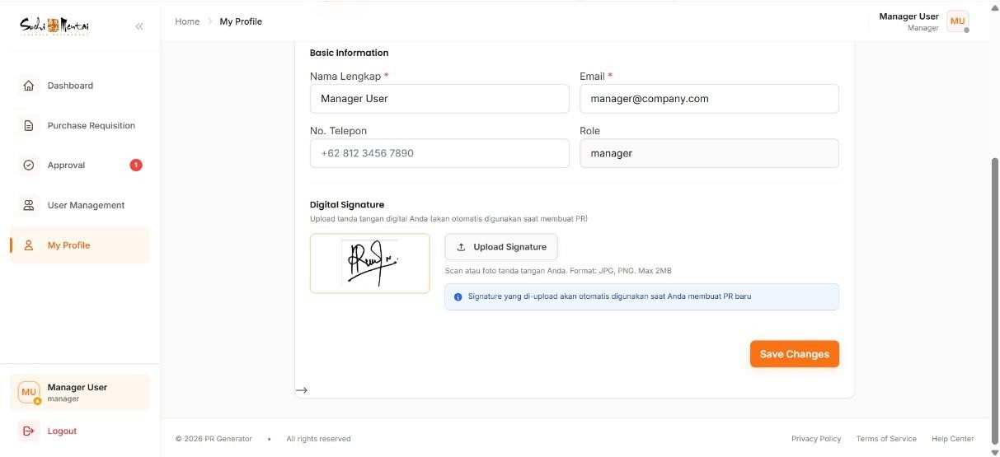 Sushi Mentai
Home > My Profile
Manager User
Manager
MU
Dashboard
Purchase Requisition
Approval 1
User Management
My Profile
Manager User
manager
MU
Logout
Basic Information
Nama Lengkap * Email *
Manager User manager@company.com
No. Telepon Role
+62 812 3456 7890 manager
Digital Signature
Upload tanda tangan digital Anda (akan otomatis digunakan saat membuat PR)
Upload Signature
Scan atau foto tanda tangan Anda. Format: JPG, PNG. Max 2MB
Signature yang di-upload akan otomatis digunakan saat Anda membuat PR baru
Save Changes
→
© 2026 PR Generator • All rights reserved
Privacy Policy Terms of Service Help Center